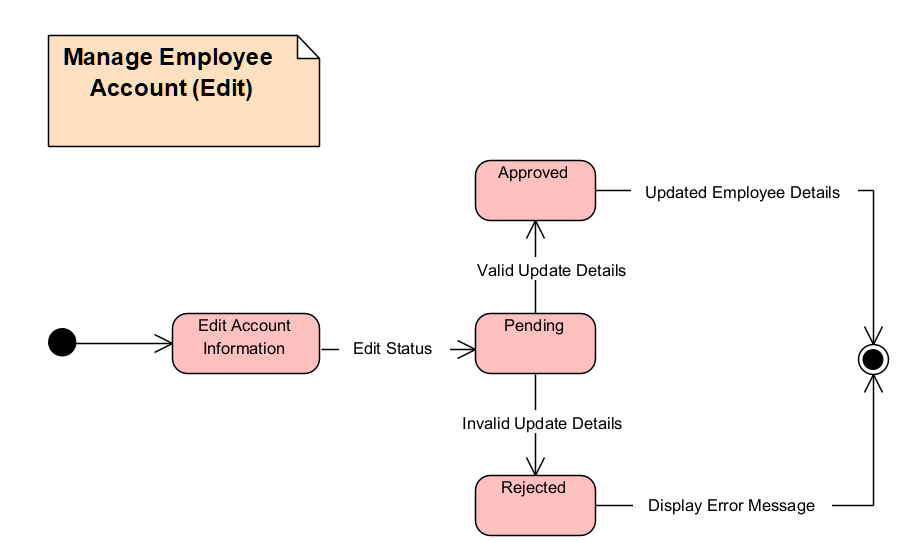 Manage Employee
Account (Edit)
Approved
Updated Employee Details
Valid Update Details
Edit Account
Information
Edit Status
Pending
Invalid Update Details
Rejected
Display Error Message